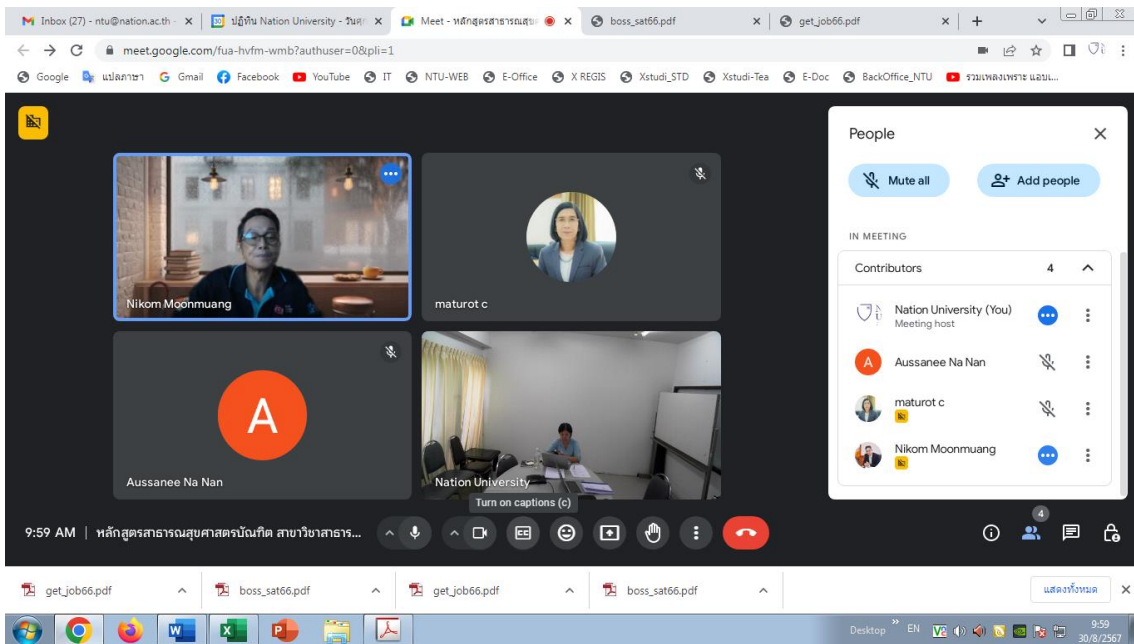 Inbox (27) - ntu@nation.ac.th -
ปฏิทิน Nation University - วันศุก
Meet - หลักสูตรสาธารณสุข
boss_sat66.pdf
get_job66.pdf
meet.google.com/fua-hvfm-wmb?authuser=0&pli=1
Google
แปลภาษา
Gmail
Facebook
YouTube
IT
NTU-WEB
E-Office
X REGIS
Xstudi_STD
Xstudi-Tea
E-Doc
BackOffice_NTU
รวมเพลงเพราะ แอบเ...
Nikom Moonmuang
maturot c
A
Aussanee Na Nan
Nation University
Turn on captions (c)
People
Mute all
Add people
IN MEETING
Contributors
4
Nation University (You)
Meeting host
A
Aussanee Na Nan
maturot c
Nikom Moonmuang
9:59 AM | หลักสูตรสาธารณสุขศาสตรบัณฑิต สาขาวิชาสาธาร...
CC
4
get_job66.pdf
boss_sat66.pdf
get_job66.pdf
boss_sat66.pdf
แสดงทั้งหมด
Desktop
EN
9:59
30/8/2567